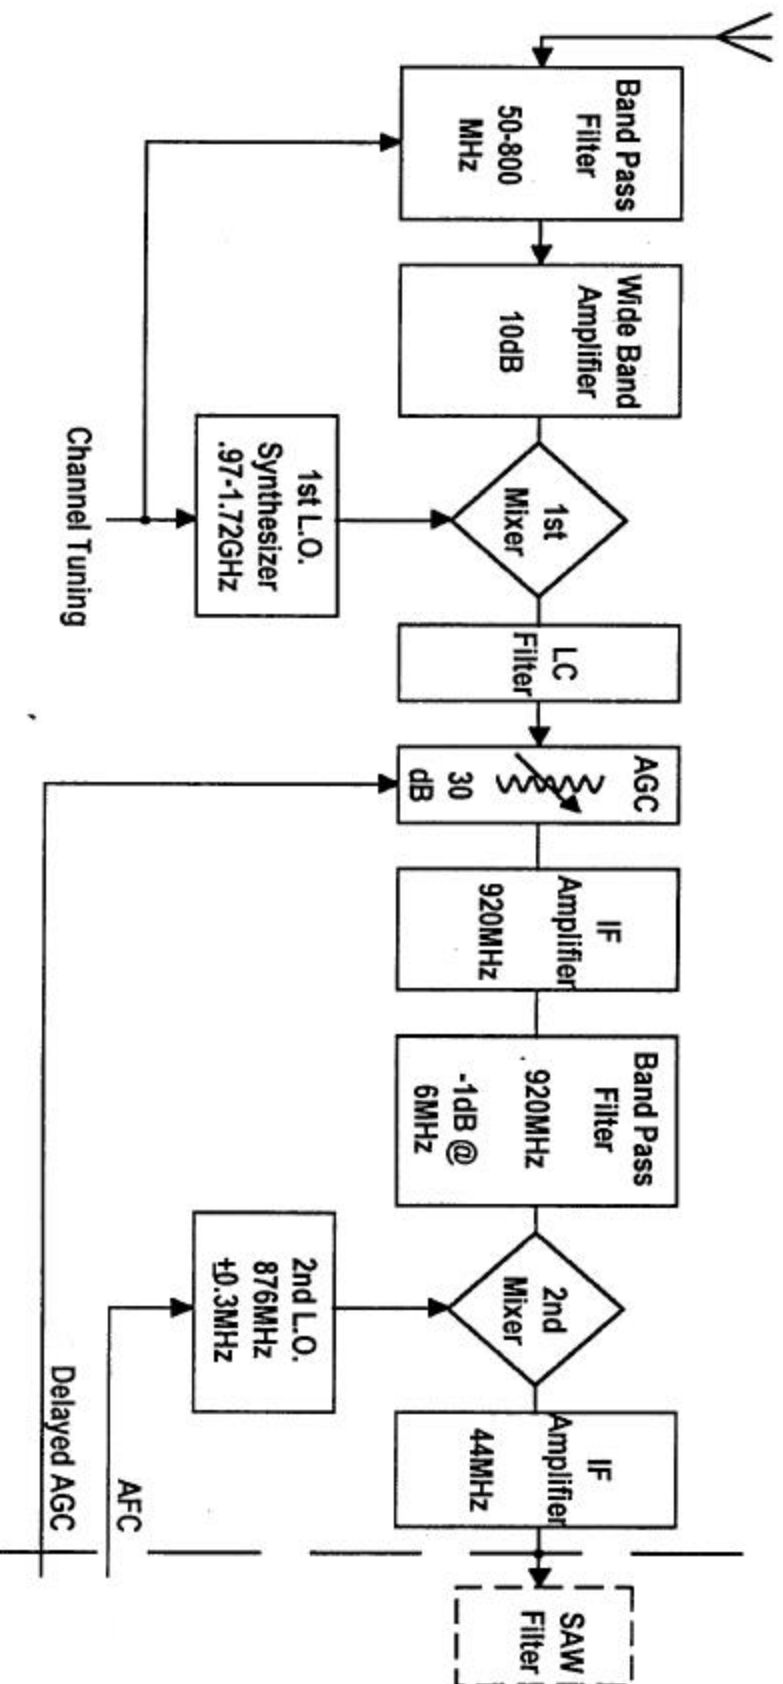 Band Pass
Filter
50-800
MHz
Wide Band
Amplifier
10dB
1st
Mixer
1st L.O.
Synthesizer
.97-1.72GHz
Channel Tuning
LC
Filter
AGC
30
dB
IF
Amplifier
920MHz
Band Pass
Filter
920MHz
-1dB @
6MHz
2nd
Mixer
2nd L.O.
876MHz
±0.3MHz
IF
Amplifier
44MHz
AFC
Delayed AGC
SAW
Filter